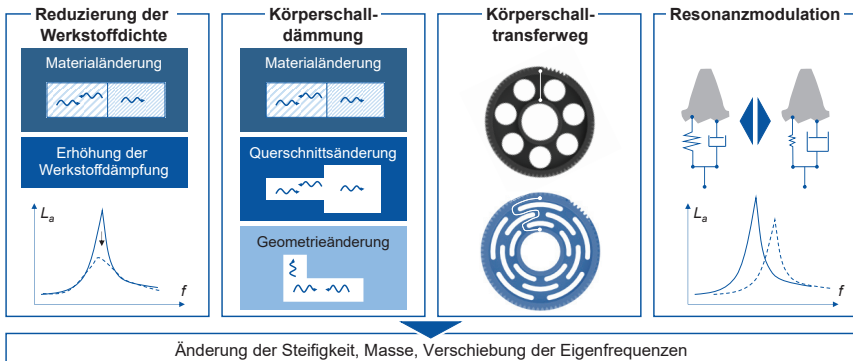 Reduzierung der
Werkstoffdichte
Materialänderung
Erhöhung der
Werkstoffdämpfung
Lₐ
f
Körperschall-
dämmung
Materialänderung
Querschnittsänderung
Geometrieänderung
Körperschall-
transferweg
Resonanzmodulation
Lₐ
f
Änderung der Steifigkeit, Masse, Verschiebung der Eigenfrequenzen